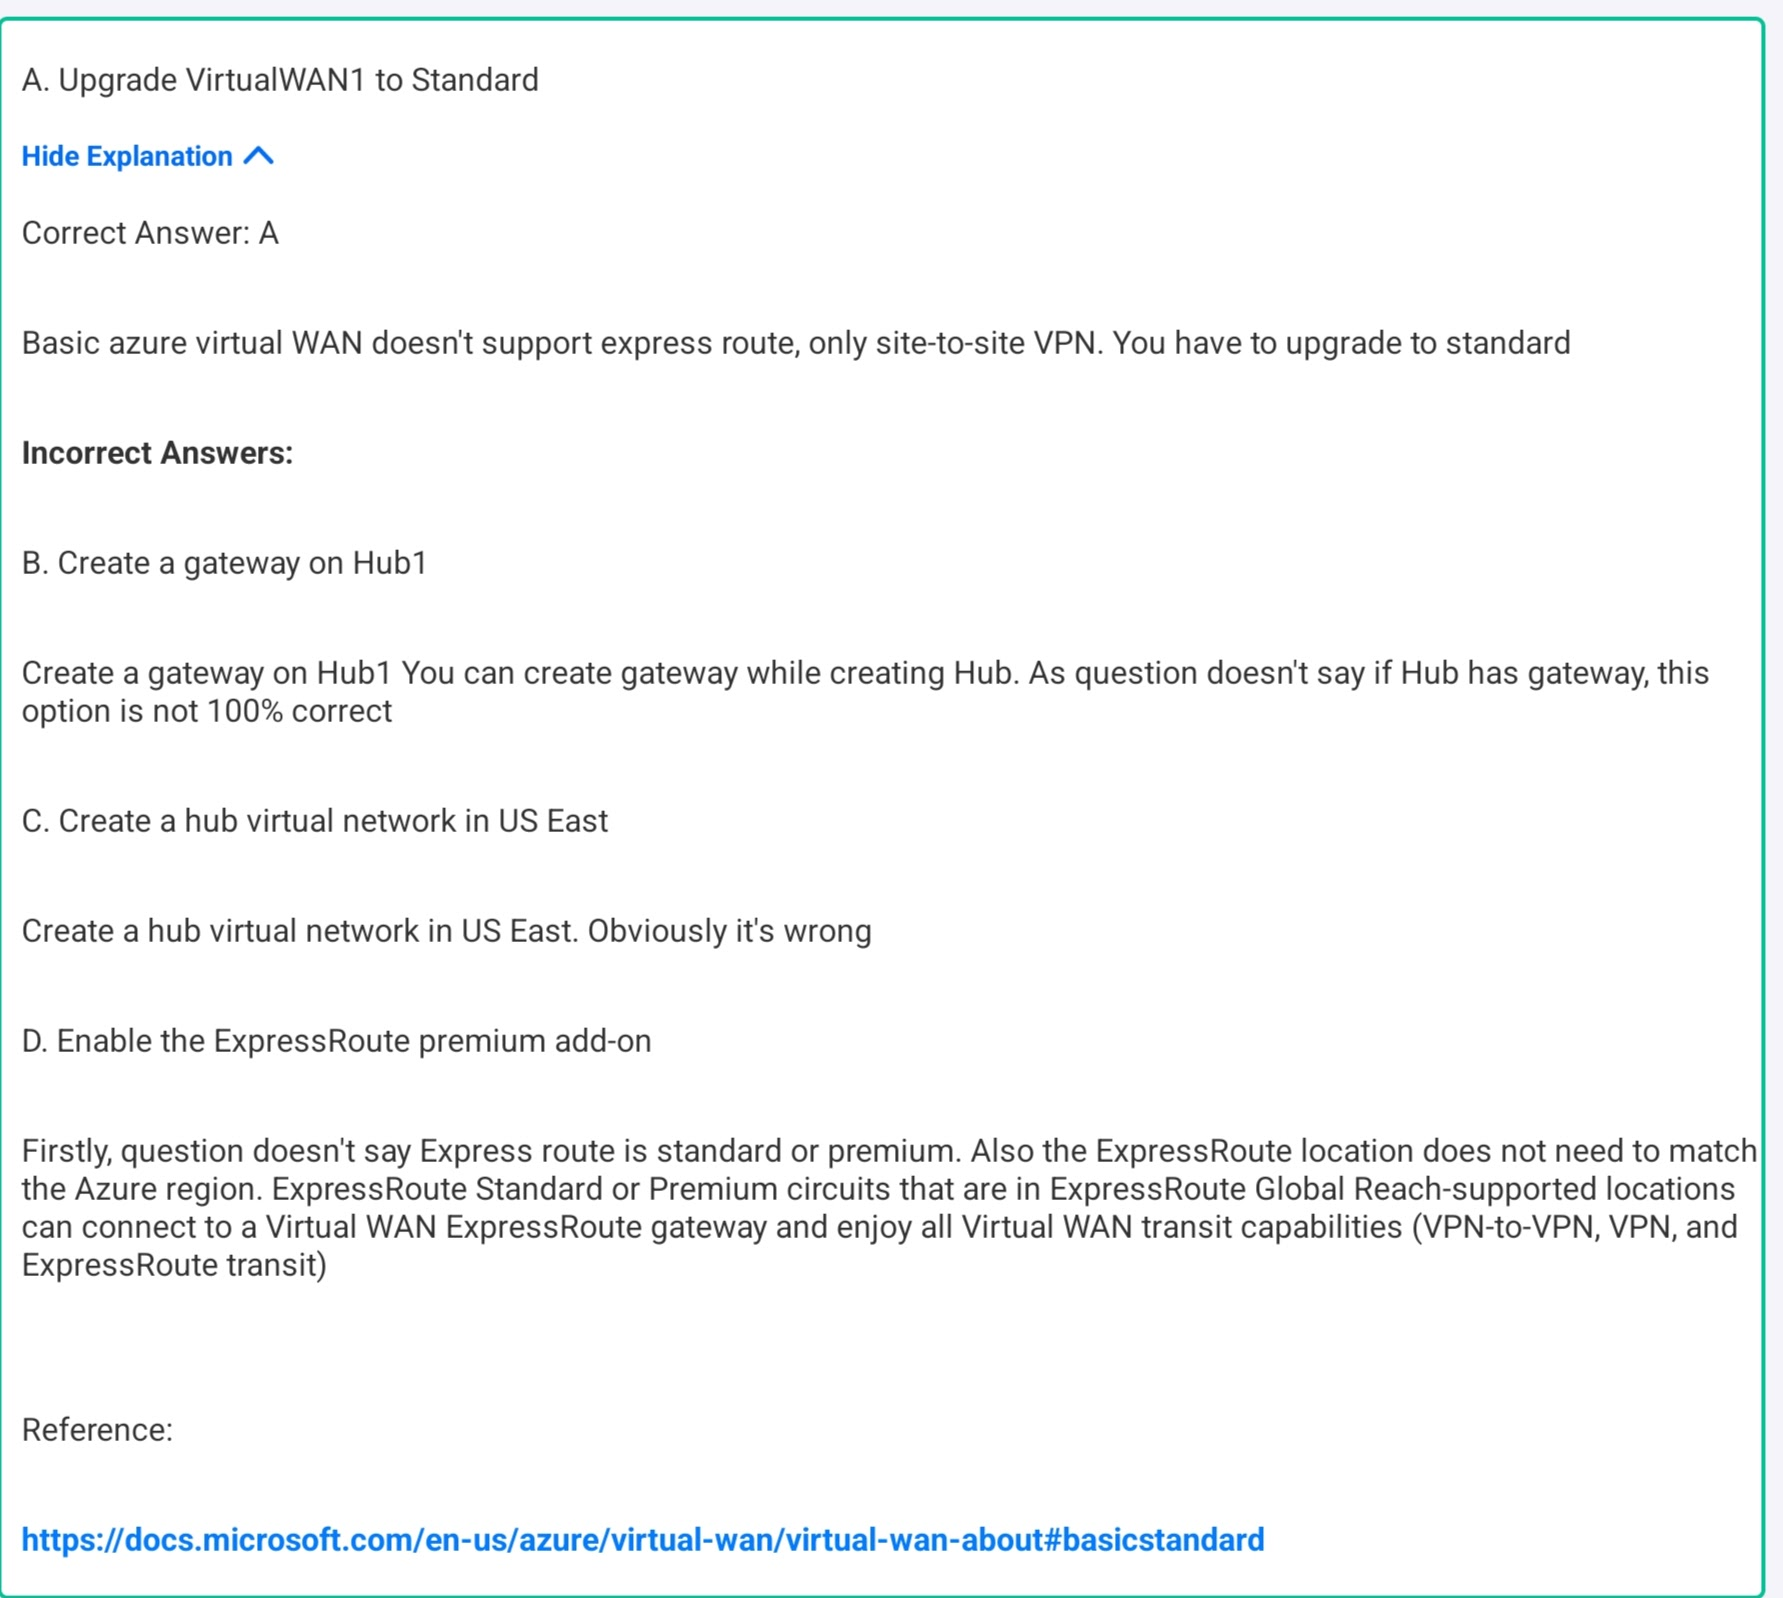 A. Upgrade VirtualWAN1 to Standard
Hide Explanation
Correct Answer: A
Basic azure virtual WAN doesn't support express route, only site-to-site VPN. You have to upgrade to standard
Incorrect Answers:
B. Create a gateway on Hub1
Create a gateway on Hub1 You can create gateway while creating Hub. As question doesn't say if Hub has gateway, this
option is not 100% correct
C. Create a hub virtual network in US East
Create a hub virtual network in US East. Obviously it's wrong
D. Enable the ExpressRoute premium add-on
Firstly, question doesn't say Express route is standard or premium. Also the ExpressRoute location does not need to match
the Azure region. ExpressRoute Standard or Premium circuits that are in ExpressRoute Global Reach-supported locations
can connect to a Virtual WAN ExpressRoute gateway and enjoy all Virtual WAN transit capabilities (VPN-to-VPN, VPN, and
ExpressRoute transit)
Reference:
https://docs.microsoft.com/en-us/azure/virtual-wan/virtual-wan-about#basicstandard